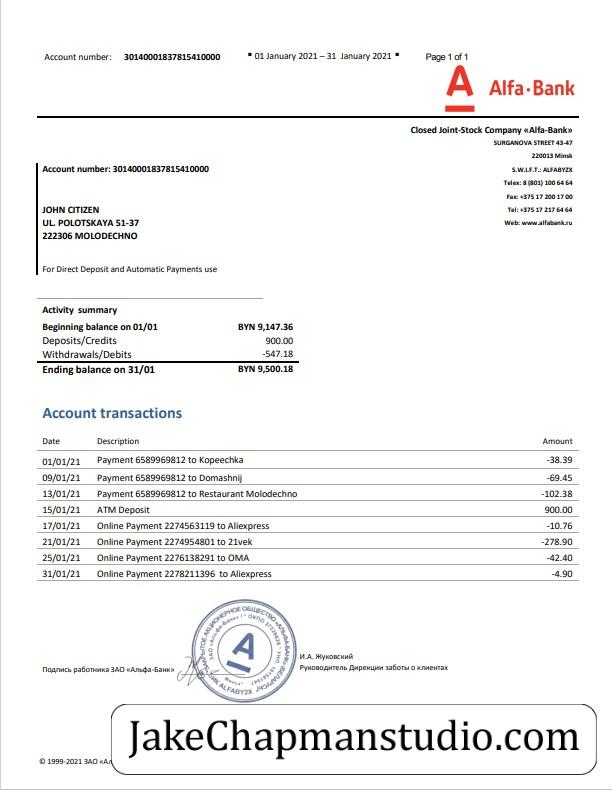 Account number: 30140001837815410000 ▪ 01 January 2021 – 31 January 2021 ▪ Page 1 of 1
Alfa·Bank
Closed Joint-Stock Company «Alfa-Bank»
SURGANOVA STREET 43-47
220013 Minsk
S.W.I.F.T.: ALFABYZX
Telex: 8 (801) 100 64 64
Fax: +375 17 200 17 00
Tel: +375 17 217 64 64
Web: www.alfabank.ru
Account number: 30140001837815410000
JOHN CITIZEN
UL. POLOTSKAYA 51-37
222306 MOLODECHNO
For Direct Deposit and Automatic Payments use
Activity summary
Beginning balance on 01/01 BYN 9,147.36
Deposits/Credits 900.00
Withdrawals/Debits -547.18
Ending balance on 31/01 BYN 9,500.18
Account transactions
Date Description Amount
01/01/21 Payment 6589969812 to Kopeechka -38.39
09/01/21 Payment 6589969812 to Domashnij -69.45
13/01/21 Payment 6589969812 to Restaurant Molodechno -102.38
15/01/21 ATM Deposit 900.00
17/01/21 Online Payment 2274563119 to Aliexpress -10.76
21/01/21 Online Payment 2274954801 to 21vek -278.90
25/01/21 Online Payment 2276138291 to OMA -42.40
31/01/21 Online Payment 2278211396 to Aliexpress -4.90
Подпись работника ЗАО «Альфа-Банк»
И.А. Жуковский
Руководитель Дирекции заботы о клиентах
JakeChapmanstudio.com
© 1999-2021 ЗАО